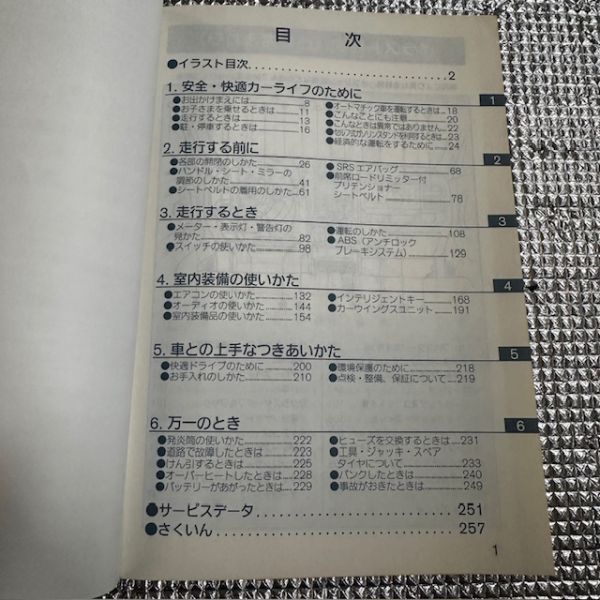 目 次
●イラスト目次 2
1. 安全・快適カーライフのために 1
●お出かけまえには 8
●お子さまを乗せるときは 11
●走行するときは 13
●駐・停車するときは 16
●オートマチック車を運転するときは 18
●こんなことにも注意 20
●こんなときは異常ではありません 22
●セルフ式ガソリンスタンドを利用するときは 23
●経済的な運転をするために 24
2. 走行する前に 2
●各部の開閉のしかた 26
●ハンドル・シート・ミラーの
調節のしかた 41
●シートベルトの着用のしかた 61
●SRSエアバッグ 68
●前席ロードリミッター付
プリテンショナー
シートベルト 78
3. 走行するとき 3
●メーター・表示灯・警告灯の
見かた 82
●スイッチの使いかた 98
●運転のしかた 108
●ABS（アンチロック
ブレーキシステム） 129
4. 室内装備の使いかた 4
●エアコンの使いかた 132
●オーディオの使いかた 144
●室内装備品の使いかた 154
●インテリジェントキー 168
●カーウイングスユニット 191
5. 車との上手なつきあいかた 5
●快適ドライブのために 200
●お手入れのしかた 210
●環境保護のために 218
●点検・整備、保証について 219
6. 万一のとき 6
●発炎筒の使いかた 222
●道路で故障したときは 223
●けん引するときは 225
●オーバーヒートしたときは 228
●バッテリーがあがったときは 229
●ヒューズを交換するときは 231
●工具・ジャッキ・スペア
タイヤについて 233
●パンクしたときは 240
●事故がおきたときは 249
●サービスデータ 251
●さくいん 257
1